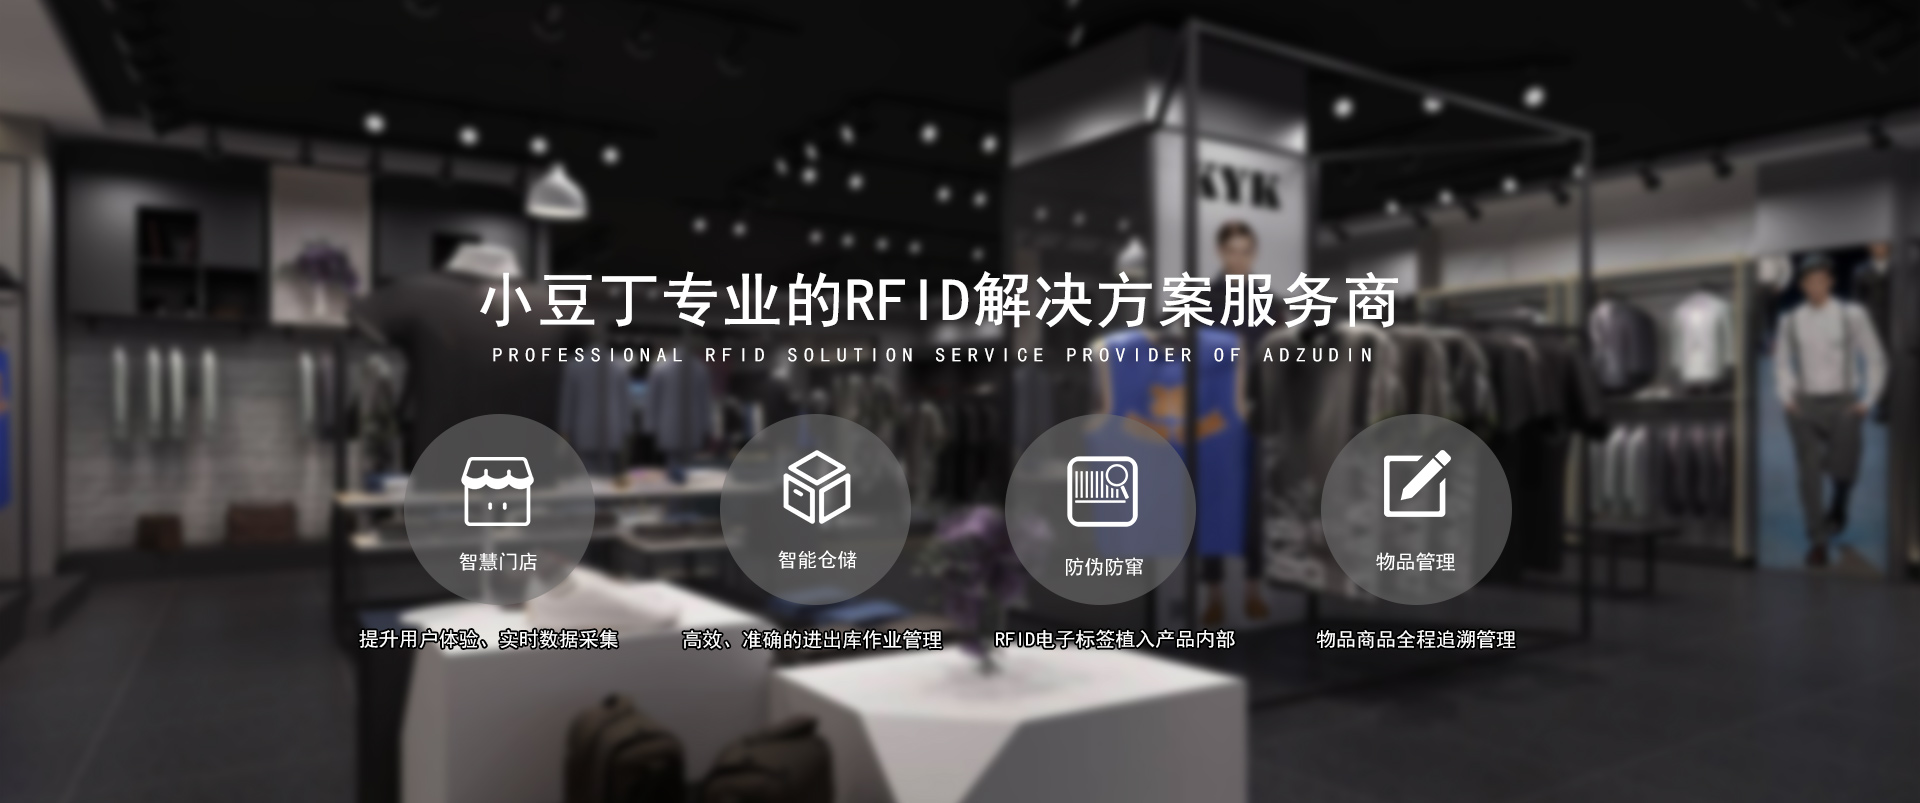 KYK
小豆丁专业的RFID解决方案服务商
PROFESSIONAL RFID SOLUTION SERVICE PROVIDER OF ADZUDIN
智慧门店
智能仓储
防伪防窜
物品管理
提升用户体验、实时数据采集
高效、准确的进出库作业管理
RFID电子标签植入产品内部
物品商品全程追溯管理